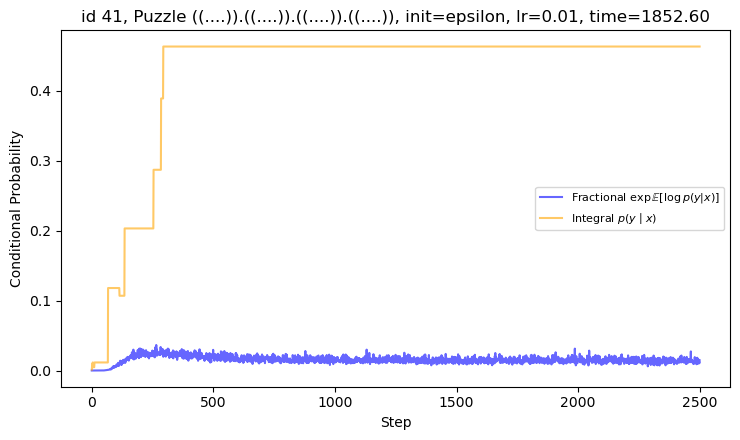 id 41, Puzzle ((....)).((....)).((....)).((....)), init=epsilon, lr=0.01, time=1852.60
Conditional Probability
0.4
0.3
0.2
0.1
0.0
Fractional exp𝔼[log p(y|x)]
Integral p(y | x)
0
500
1000
1500
2000
2500
Step